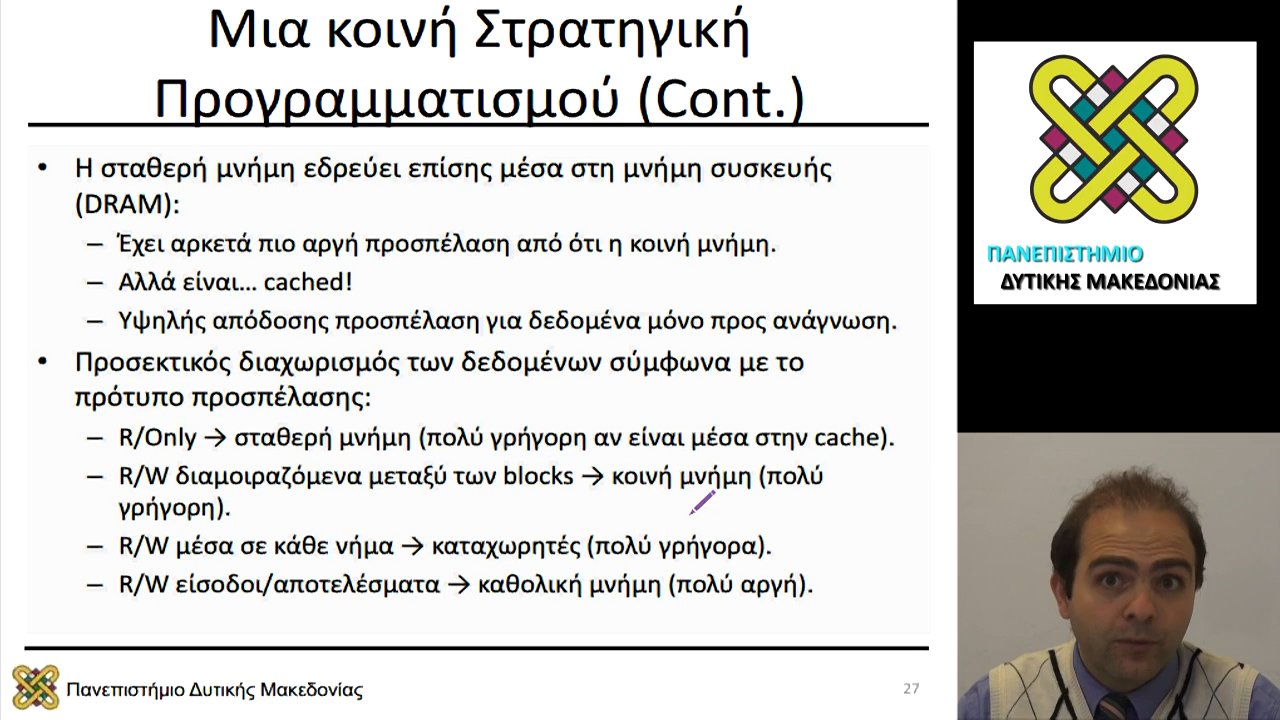 Μια κοινή Στρατηγική
Προγραμματισμού (Cont.)
• Η σταθερή μνήμη εδρεύει επίσης μέσα στη μνήμη συσκευής
(DRAM):
– Έχει αρκετά πιο αργή προσπέλαση από ότι η κοινή μνήμη.
– Αλλά είναι… cached!
– Υψηλής απόδοσης προσπέλαση για δεδομένα μόνο προς ανάγνωση.
• Προσεκτικός διαχωρισμός των δεδομένων σύμφωνα με το
πρότυπο προσπέλασης:
– R/Only → σταθερή μνήμη (πολύ γρήγορη αν είναι μέσα στην cache).
– R/W διαμοιραζόμενα μεταξύ των blocks → κοινή μνήμη (πολύ
γρήγορη).
– R/W μέσα σε κάθε νήμα → καταχωρητές (πολύ γρήγορα).
– R/W είσοδοι/αποτελέσματα → καθολική μνήμη (πολύ αργή).
Πανεπιστήμιο Δυτικής Μακεδονίας
27
ΠΑΝΕΠΙΣΤΗΜΙΟ
ΔΥΤΙΚΗΣ ΜΑΚΕΔΟΝΙΑΣ